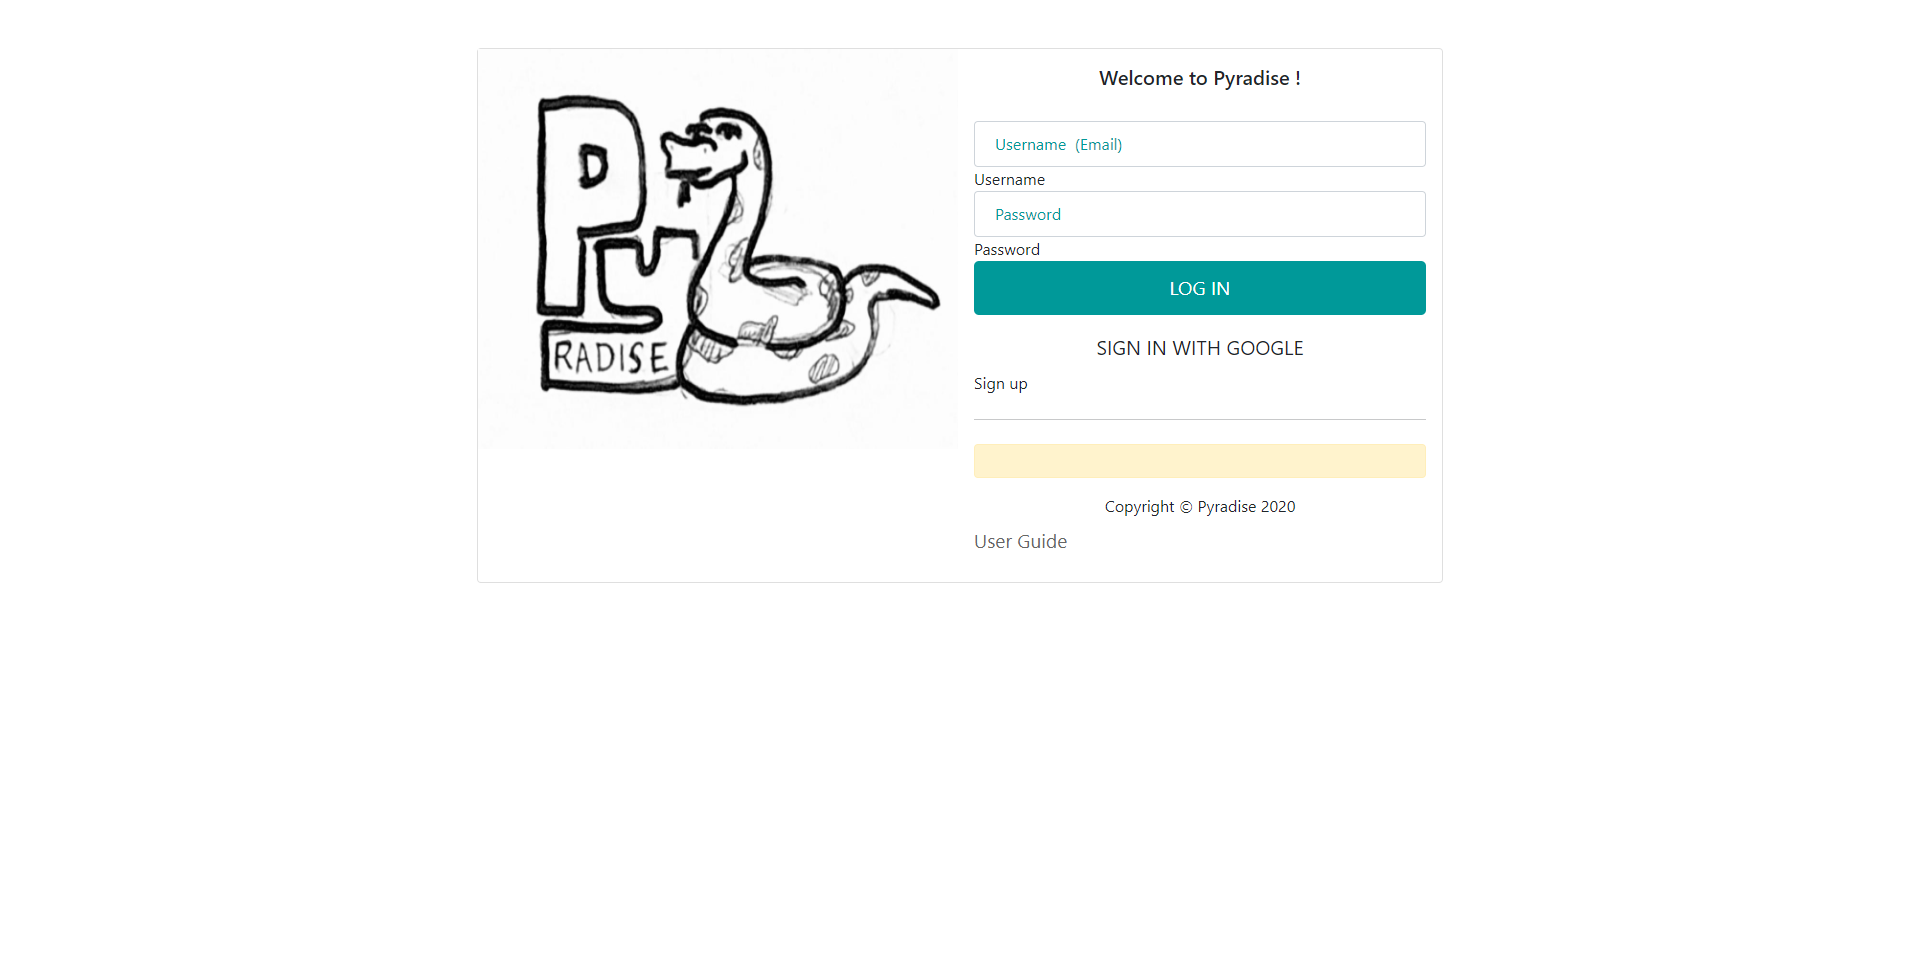 Py
RADISE
Welcome to Pyradise !
Username (Email)
Username
Password
Password
LOG IN
SIGN IN WITH GOOGLE
Sign up
Copyright © Pyradise 2020
User Guide